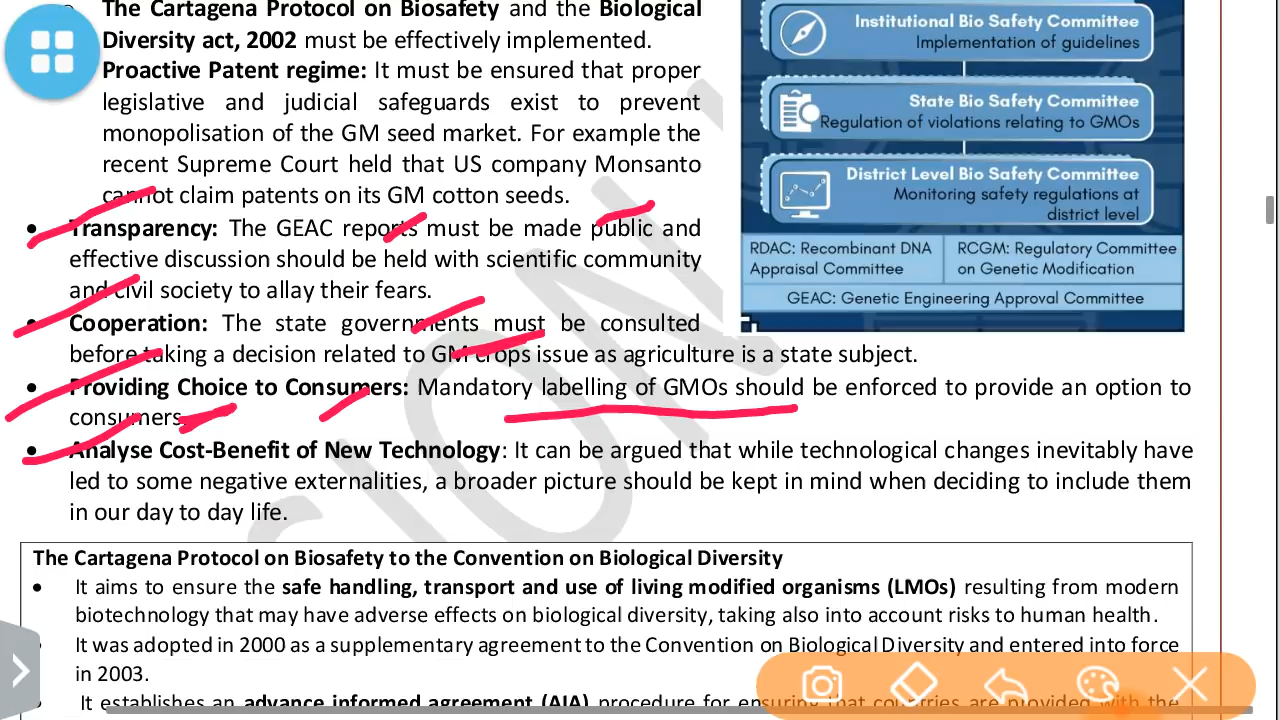 The Cartagena Protocol on Biosafety and the Biological
Diversity act, 2002 must be effectively implemented.
Proactive Patent regime: It must be ensured that proper
legislative and judicial safeguards exist to prevent
monopolisation of the GM seed market. For example the
recent Supreme Court held that US company Monsanto
cannot claim patents on its GM cotton seeds.
• Transparency: The GEAC reports must be made public and
effective discussion should be held with scientific community
and civil society to allay their fears.
• Cooperation: The state governments must be consulted
before taking a decision related to GM crops issue as agriculture is a state subject.
• Providing Choice to Consumers: Mandatory labelling of GMOs should be enforced to provide an option to
consumers.
• Analyse Cost-Benefit of New Technology: It can be argued that while technological changes inevitably have
led to some negative externalities, a broader picture should be kept in mind when deciding to include them
in our day to day life.
Institutional Bio Safety Committee
Implementation of guidelines
State Bio Safety Committee
Regulation of violations relating to GMOs
District Level Bio Safety Committee
Monitoring safety regulations at
district level
RDAC: Recombinant DNA
Appraisal Committee
RCGM: Regulatory Committee
on Genetic Modification
GEAC: Genetic Engineering Approval Committee
The Cartagena Protocol on Biosafety to the Convention on Biological Diversity
• It aims to ensure the safe handling, transport and use of living modified organisms (LMOs) resulting from modern
biotechnology that may have adverse effects on biological diversity, taking also into account risks to human health.
• It was adopted in 2000 as a supplementary agreement to the Convention on Biological Diversity and entered into force
in 2003.
• It establishes an advance informed agreement (AIA) procedure for ensuring that countries are provided with the